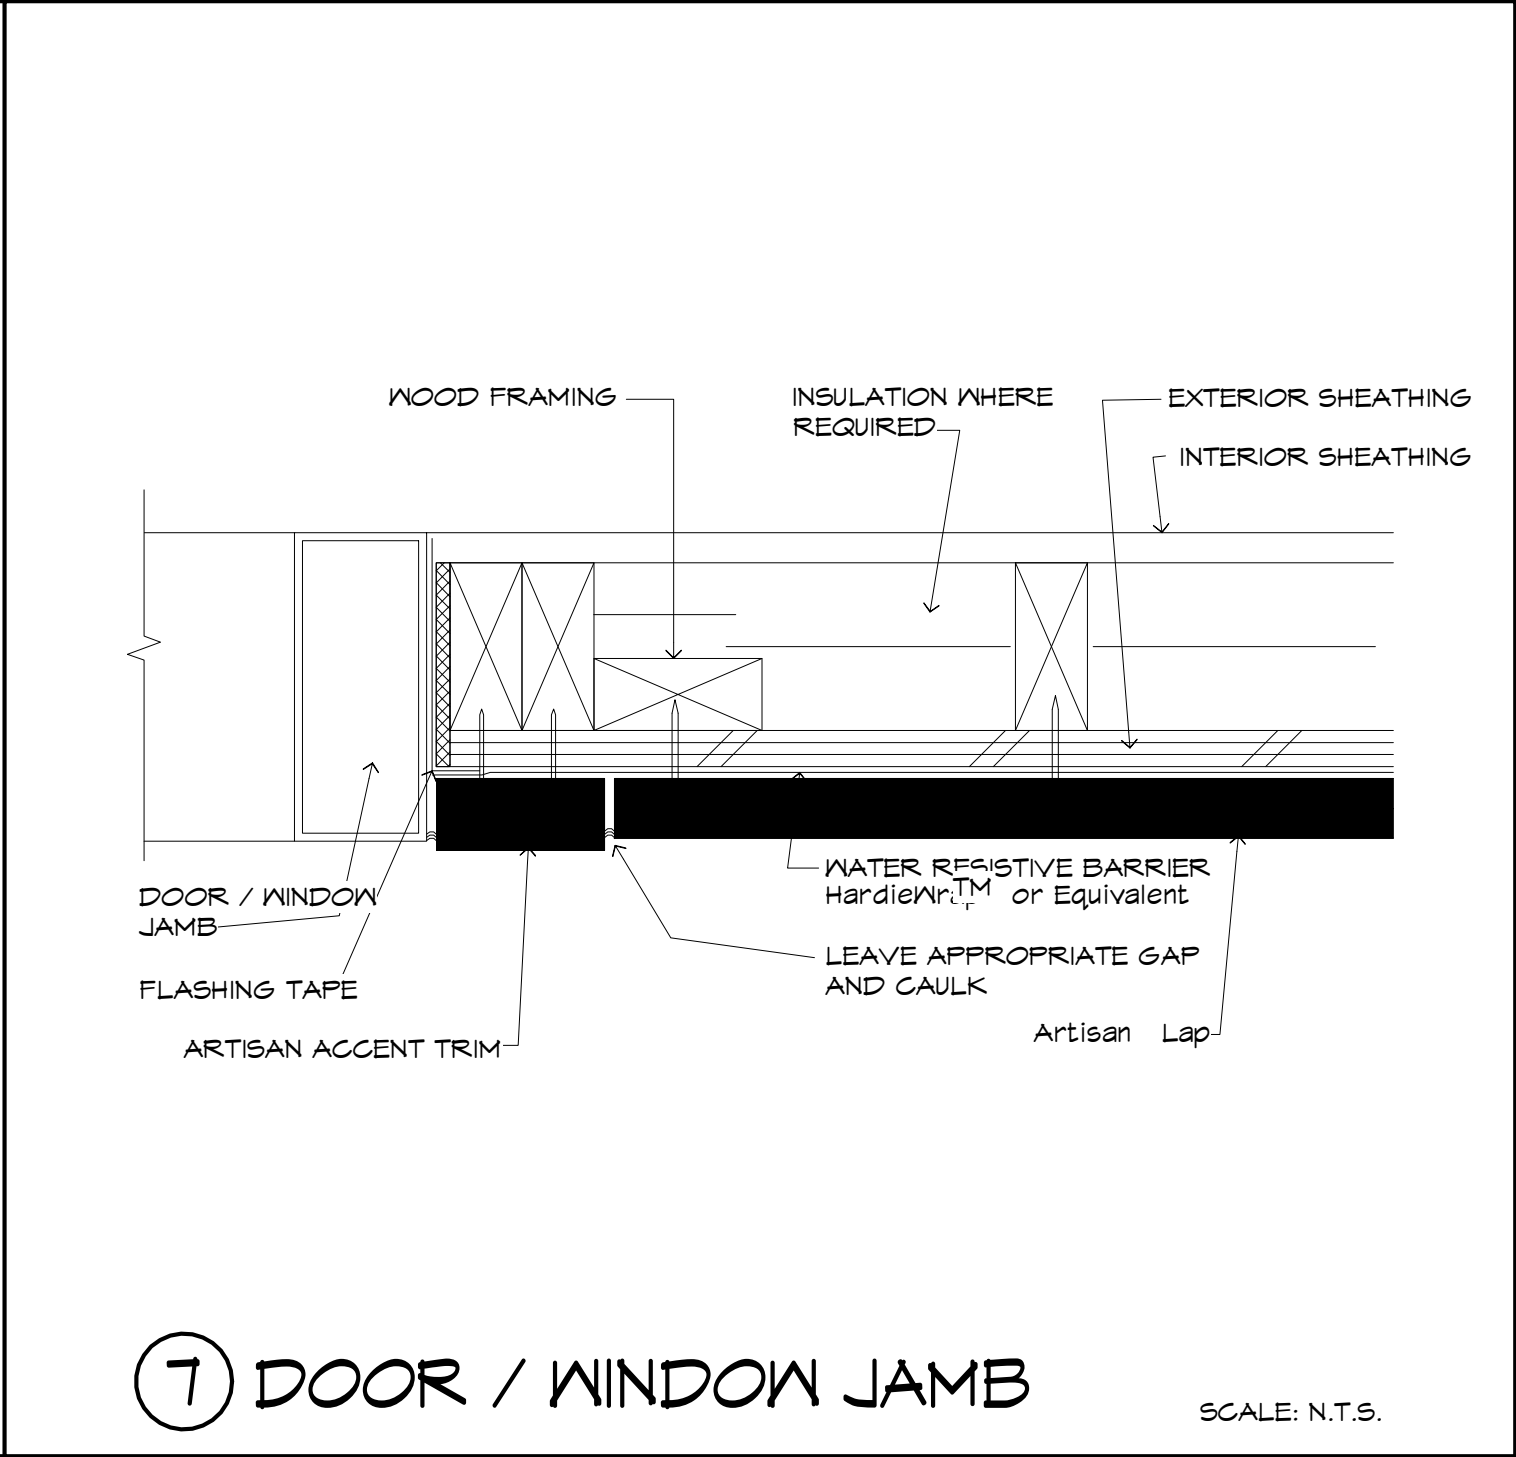 WOOD FRAMING
INSULATION WHERE
REQUIRED
EXTERIOR SHEATHING
INTERIOR SHEATHING
DOOR / WINDOW
JAMB
FLASHING TAPE
ARTISAN ACCENT TRIM
WATER RESISTIVE BARRIER
HardieWrap™ or Equivalent
LEAVE APPROPRIATE GAP
AND CAULK
Artisan Lap
7 DOOR / WINDOW JAMB
SCALE: N.T.S.